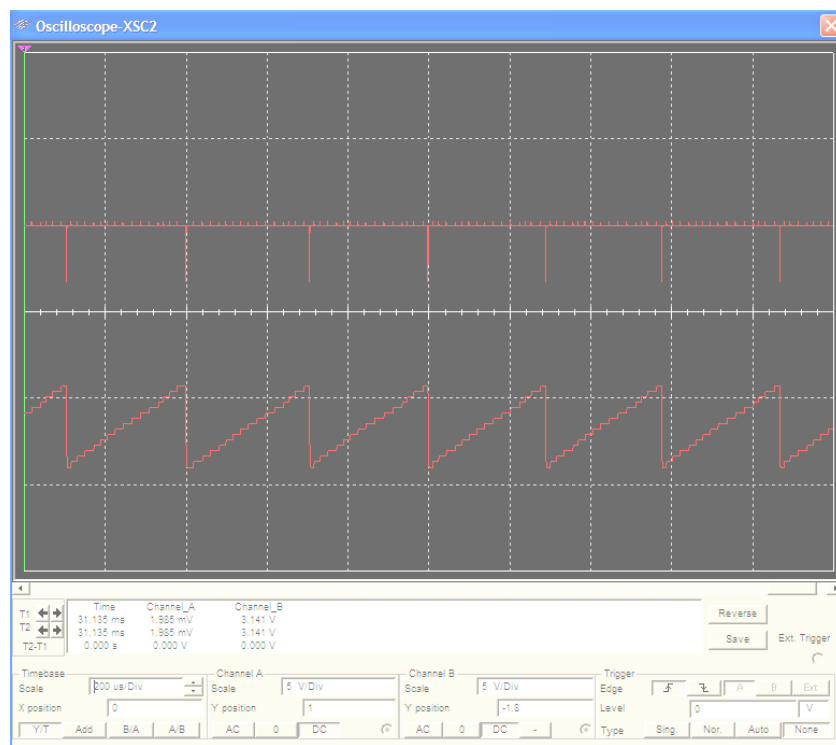 Oscilloscope-XSC2
Time Channel_A Channel_B
T1 31.135 ms 1.985 mV 3.141 V
T2 31.135 ms 1.985 mV 3.141 V
T2-T1 0.000 s 0.000 V 0.000 V
Reverse
Save
Ext. Trigger
Timebase
Scale 200 us/Div
X position 0
Y/T Add B/A A/B
Channel A
Scale 5 V/Div
Y position 1
AC 0 DC
Channel B
Scale 5 V/Div
Y position -1.8
AC 0 DC -
Trigger
Edge A B Ext
Level 0 V
Type Sing. Nor. Auto None